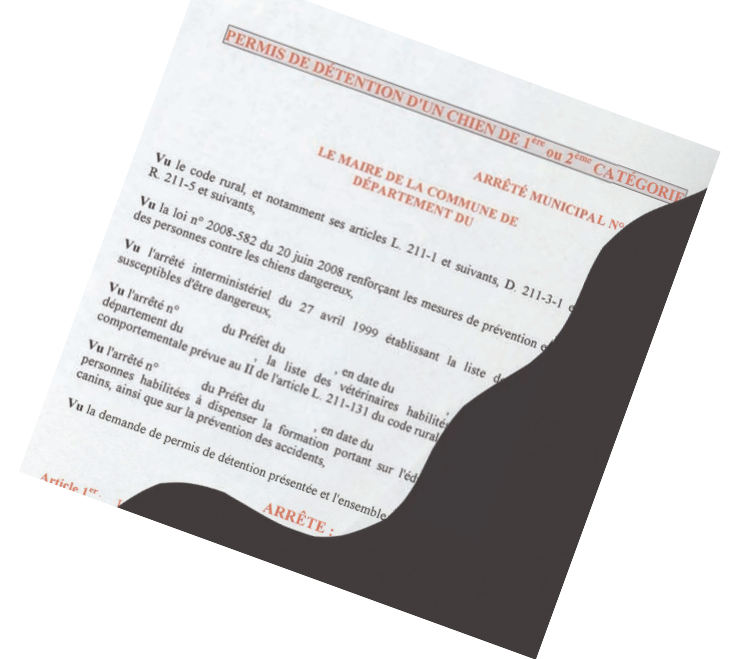 PERMIS DE DÉTENTION D'UN CHIEN DE 1ère ou 2ème CATÉGORIE
ARRÊTÉ MUNICIPAL N°
LE MAIRE DE LA COMMUNE DE
DÉPARTEMENT DU
Vu le code rural, et notamment ses articles L. 211-1 et suivants, D. 211-3-1
R. 211-5 et suivants,
Vu la loi n° 2008-582 du 20 juin 2008 renforçant les mesures de prévention
des personnes contre les chiens dangereux,
Vu l'arrêté interministériel du 27 avril 1999 établissant la liste
susceptibles d'être dangereux,
Vu l'arrêté n° du Préfet du , en date du
département du , la liste des vétérinaires
comportementale prévue au II de l'article L. 211-131 du code rural
Vu l'arrêté n° du Préfet du , en date du
personnes habilitées à dispenser la formation portant sur
canins, ainsi que sur la prévention des accidents,
Vu la demande de permis de détention présentée et l'ensemble
ARRÊTE :
Article 1er: